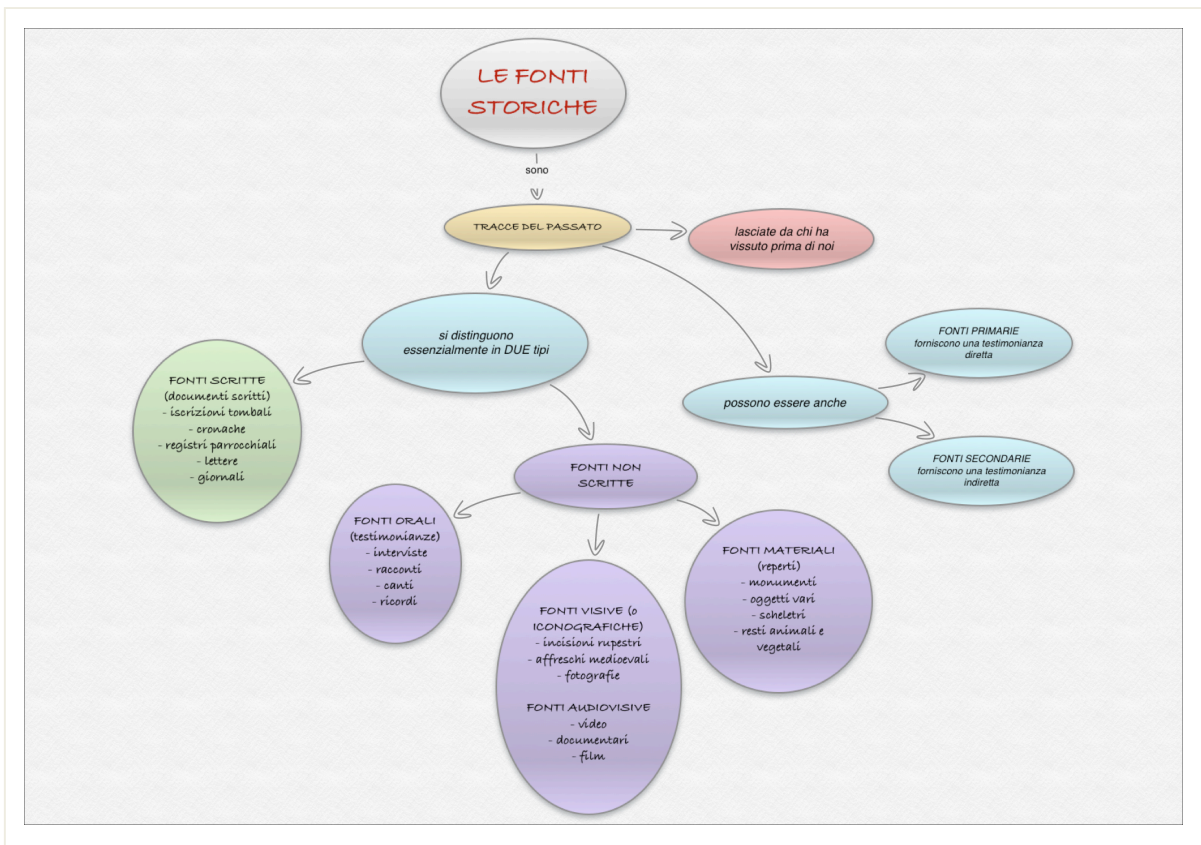 LE FONTI
STORICHE
sono
TRACCE DEL PASSATO
lasciate da chi ha
vissuto prima di noi
si distinguono
essenzialmente in DUE tipi
FONTI PRIMARIE
forniscono una testimonianza
diretta
possono essere anche
FONTI SECONDARIE
forniscono una testimonianza
indiretta
FONTI SCRITTE
(documenti scritti)
- iscrizioni tombali
- cronache
- registri parrocchiali
- lettere
- giornali
FONTI NON
SCRITTE
FONTI ORALI
(testimonianze)
- interviste
- racconti
- canti
- ricordi
FONTI VISIVE (o
ICONOGRAFICHE)
- incisioni rupestri
- affreschi medioevali
- fotografie
FONTI AUDIOVISIVE
- video
- documentari
- film
FONTI MATERIALI
(reperti)
- monumenti
- oggetti vari
- scheletri
- resti animali e
vegetali